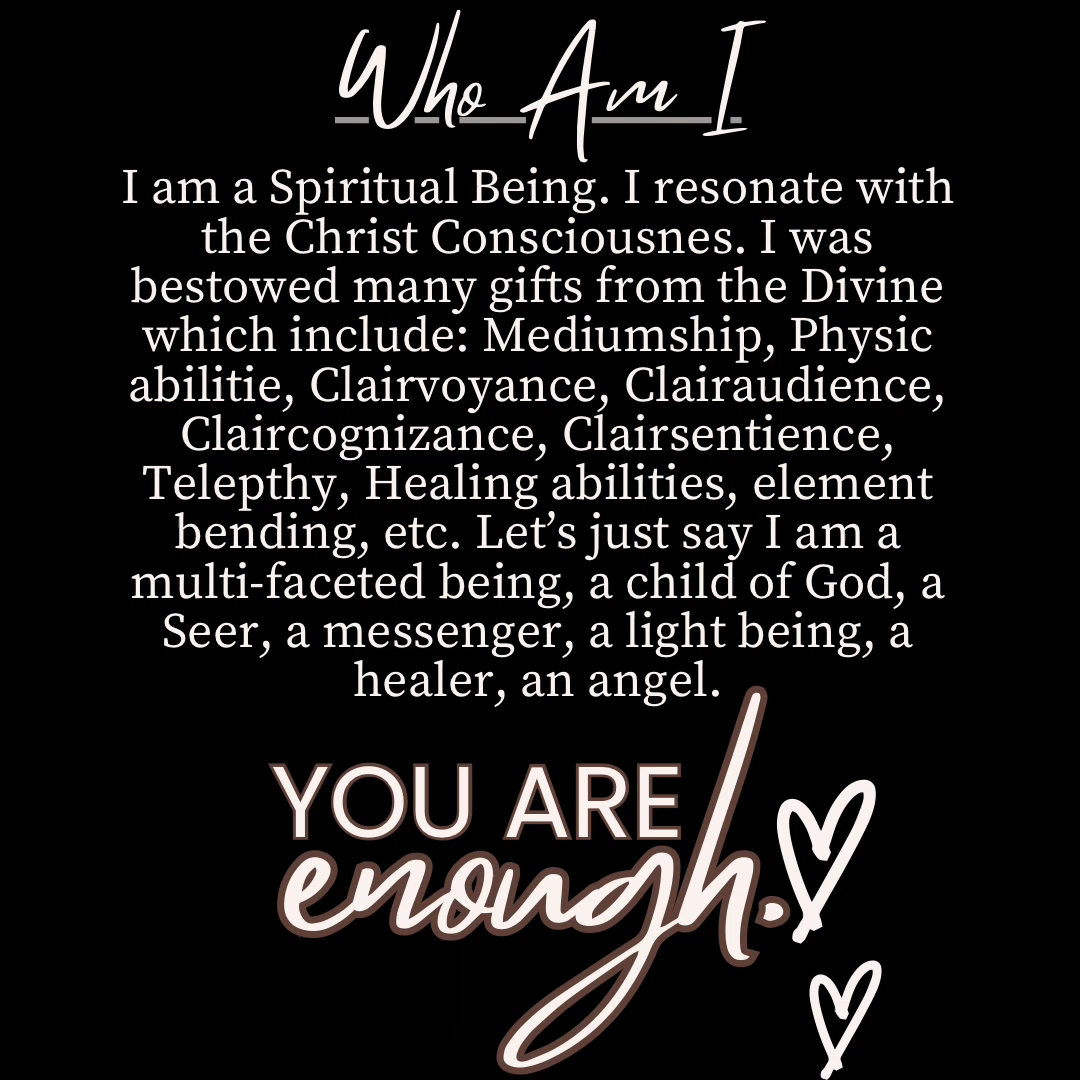 Who Am I
I am a Spiritual Being. I resonate with
the Christ Consciousnes. I was
bestowed many gifts from the Divine
which include: Mediumship, Physic
abilitie, Clairvoyance, Clairaudience,
Claircognizance, Clairsentience,
Telepthy, Healing abilities, element
bending, etc. Let’s just say I am a
multi-faceted being, a child of God, a
Seer, a messenger, a light being, a
healer, an angel.
YOU ARE
enough.